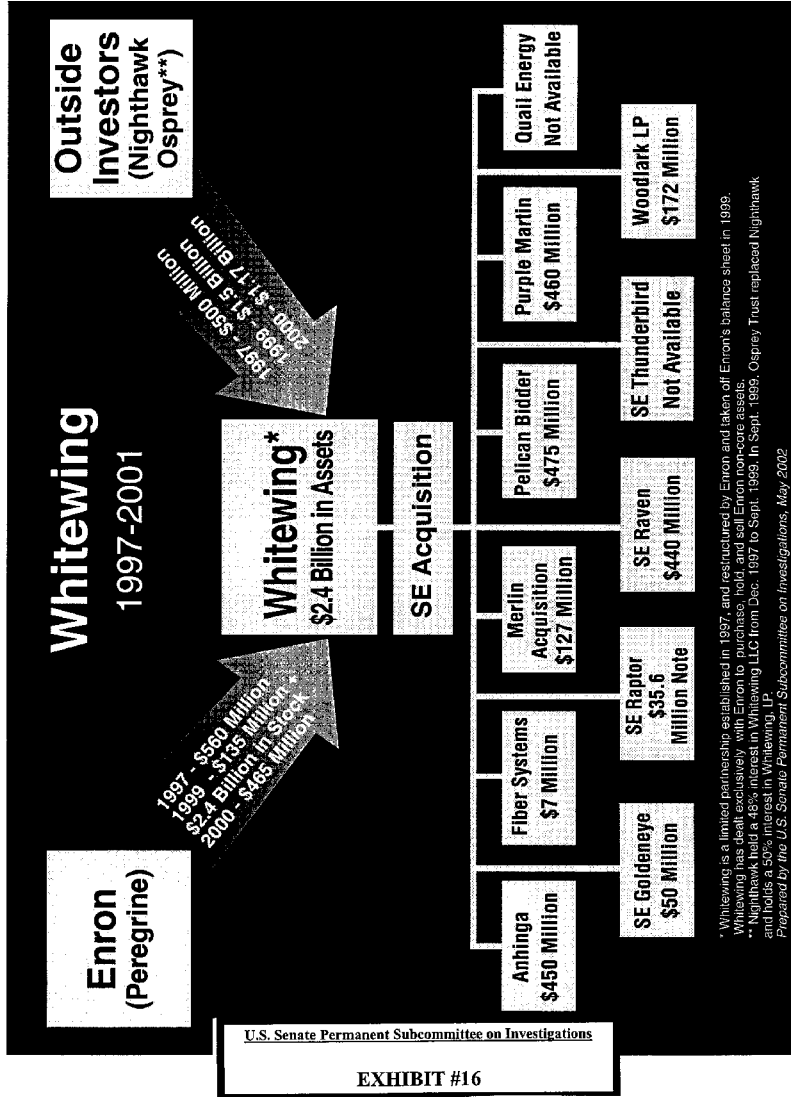 Whitewing
1997-2001
Enron
(Peregrine)
1997 - $560 Million
1999 - $135 Million +
$2.4 Billion in Stock
2000 - $465 Million
Outside
Investors
(Nighthawk
Osprey**)
1997 - $500 Million
1999 - $1.5 Billion
2000 - $1.17 Billion
Whitewing*
$2.4 Billion in Assets
SE Acquisition
Anhinga
$450 Million
Fiber Systems
$7 Million
Merlin
Acquisition
$127 Million
Pelican Bidder
$475 Million
Purple Martin
$460 Million
Quail Energy
Not Available
SE Goldeneye
$50 Million
SE Raptor
$35.6
Million Note
SE Raven
$440 Million
SE Thunderbird
Not Available
Woodlark LP
$172 Million
* Whitewing is a limited partnership established in 1997, and restructured by Enron and taken off Enron's balance sheet in 1999.
Whitewing has dealt exclusively with Enron to purchase, hold, and sell Enron non-core assets.
** Nighthawk held a 48% interest in Whitewing LLC from Dec. 1997 to Sept. 1999. In Sept. 1999, Osprey Trust replaced Nighthawk
and holds a 50% interest in Whitewing, LP.
Prepared by the U.S. Senate Permanent Subcommittee on Investigations, May 2002
U.S. Senate Permanent Subcommittee on Investigations
EXHIBIT #16